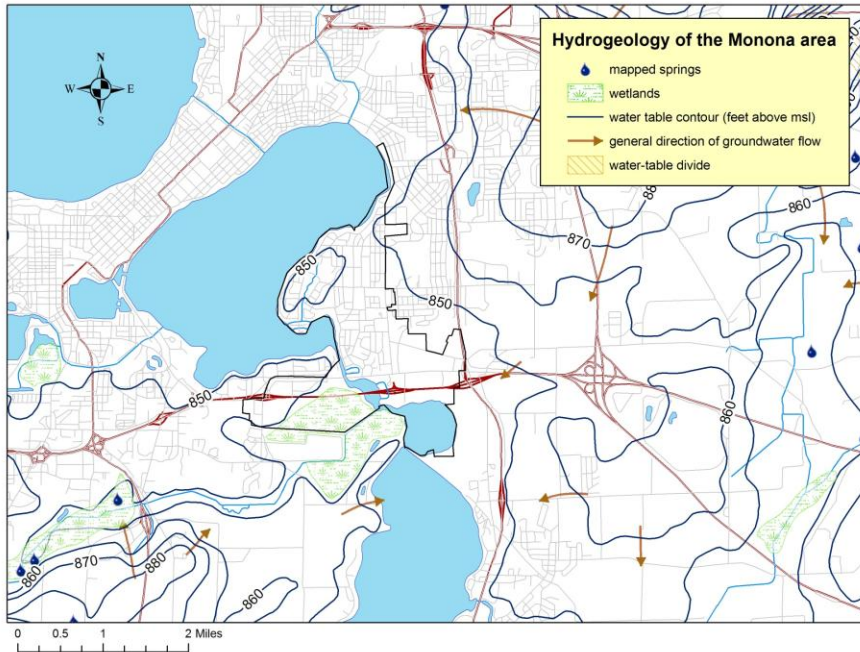 Hydrogeology of the Monona area
mapped springs
wetlands
water table contour (feet above msl)
general direction of groundwater flow
water-table divide
N
W E
S
880
860
870
850
850
850
860
870
880
860
860
0 0.5 1 2 Miles